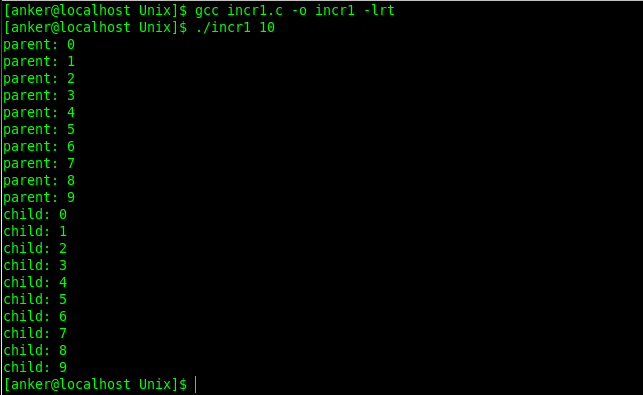 [anker@localhost Unix]$ gcc incr1.c -o incr1 -lrt
[anker@localhost Unix]$ ./incr1 10
parent: 0
parent: 1
parent: 2
parent: 3
parent: 4
parent: 5
parent: 6
parent: 7
parent: 8
parent: 9
child: 0
child: 1
child: 2
child: 3
child: 4
child: 5
child: 6
child: 7
child: 8
child: 9
[anker@localhost Unix]$